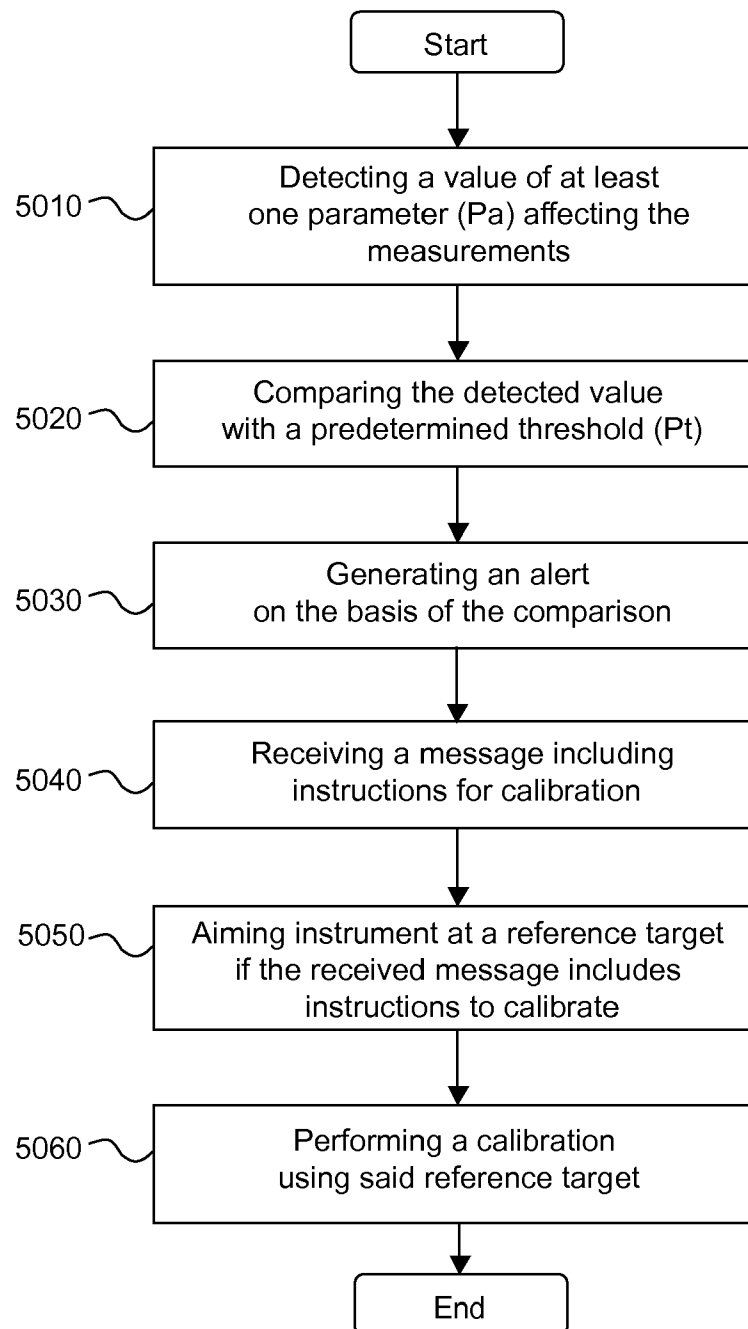 Start
5010
Detecting a value of at least
one parameter (Pa) affecting the
measurements
5020
Comparing the detected value
with a predetermined threshold (Pt)
5030
Generating an alert
on the basis of the comparison
5040
Receiving a message including
instructions for calibration
5050
Aiming instrument at a reference target
if the received message includes
instructions to calibrate
5060
Performing a calibration
using said reference target
End